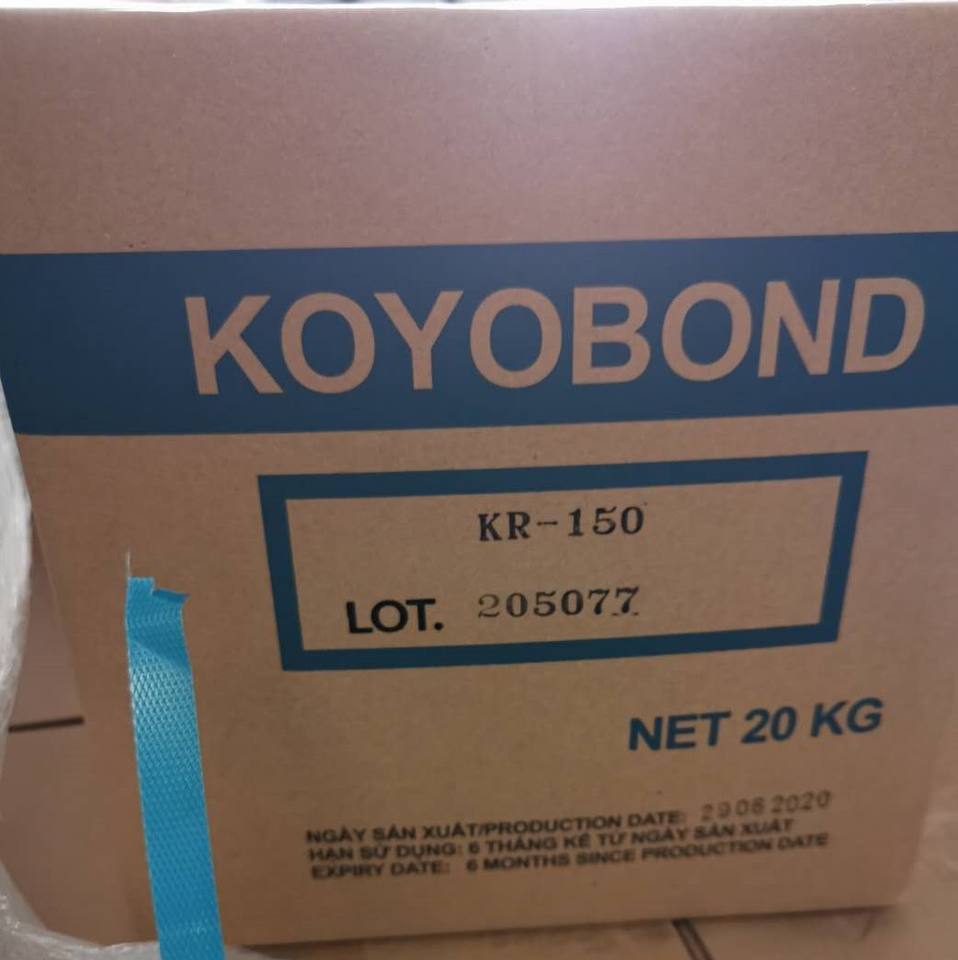 KOYOBOND
KR-150
LOT. 205077
NET 20 KG
NGÀY SẢN XUẤT/PRODUCTION DATE: 29 06 2020
HẠN SỬ DỤNG: 6 THÁNG KỂ TỪ NGÀY SẢN XUẤT
EXPIRY DATE: 6 MONTHS SINCE PRODUCTION DATE